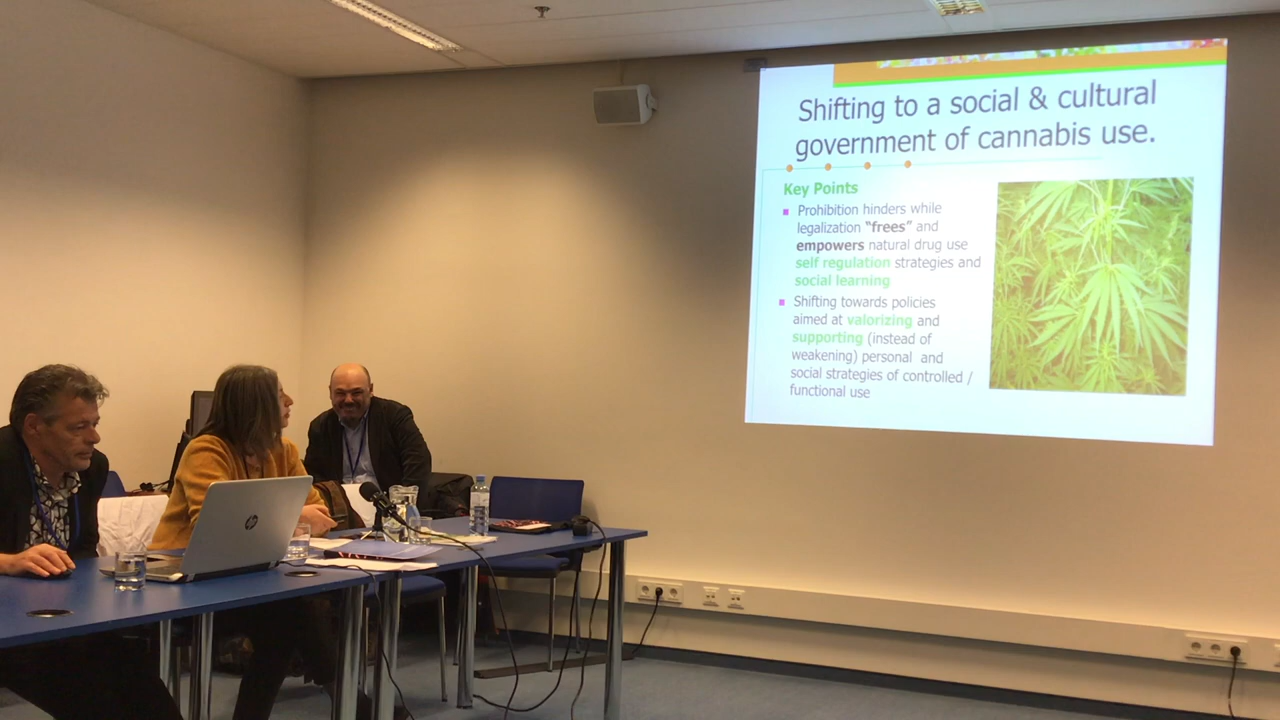 Shifting to a social & cultural
government of cannabis use.
Key Points
Prohibition hinders while
legalization “frees” and
empowers natural drug use
self regulation strategies and
social learning
Shifting towards policies
aimed at valorizing and
supporting (instead of
weakening) personal and
social strategies of controlled /
functional use
hp